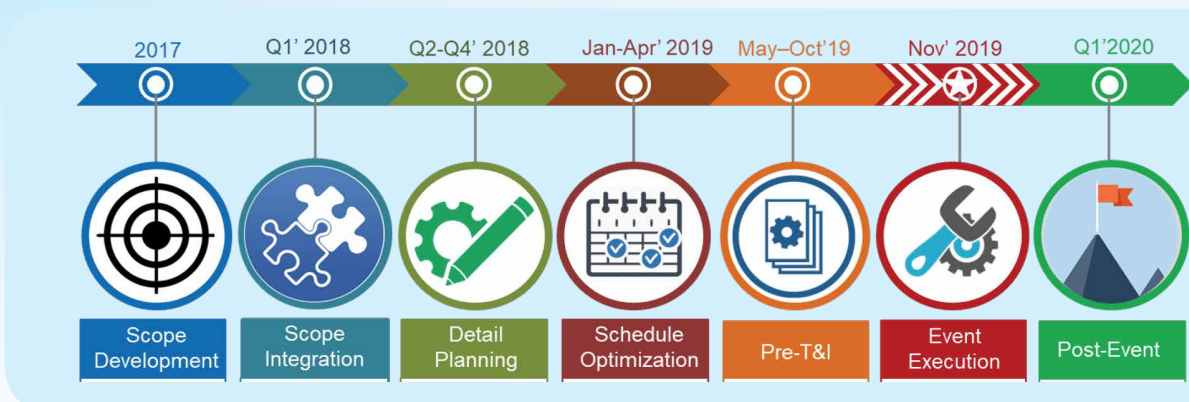 2017
Q1’ 2018
Q2-Q4’ 2018
Jan-Apr’ 2019
May–Oct’19
Nov’ 2019
Q1’2020
Scope
Development
Scope
Integration
Detail
Planning
Schedule
Optimization
Pre-T&I
Event
Execution
Post-Event